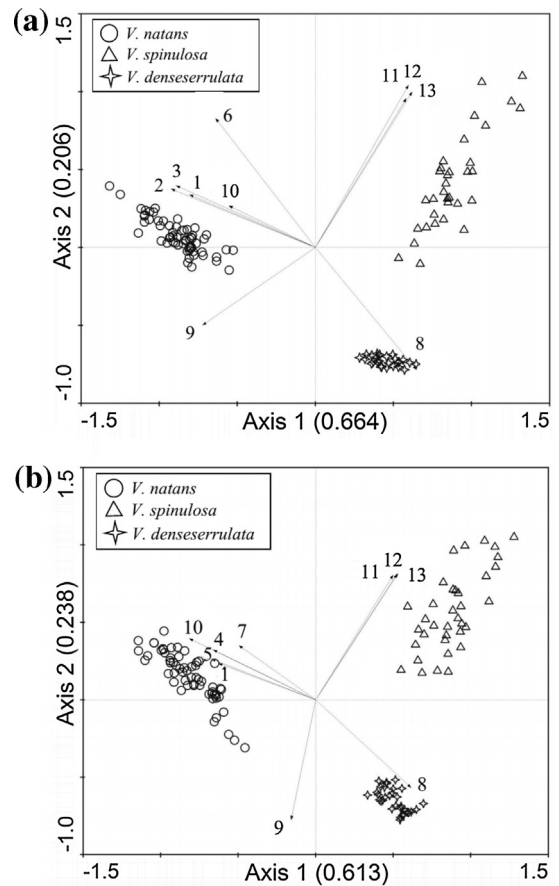 (a)
1.5
V. natans
V. spinulosa
V. denseserrulata
11 12
13
6
3
2 1
10
Axis 2 (0.206)
9
8
-1.0
-1.5 Axis 1 (0.664) 1.5
(b)
1.5
V. natans
V. spinulosa
V. denseserrulata
12
11 13
10 4 7
5
1
Axis 2 (0.238)
8
9
-1.0
-1.5 Axis 1 (0.613) 1.5